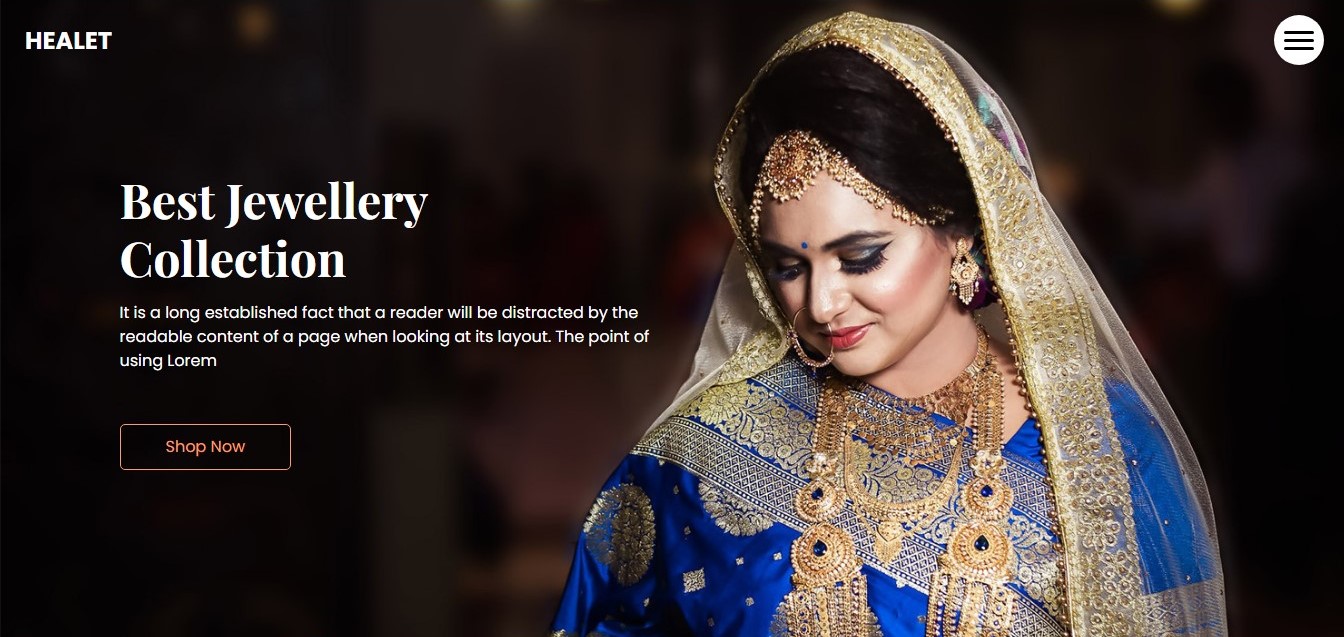 HEALET
Best Jewellery
Collection
It is a long established fact that a reader will be distracted by the
readable content of a page when looking at its layout. The point of
using Lorem
Shop Now